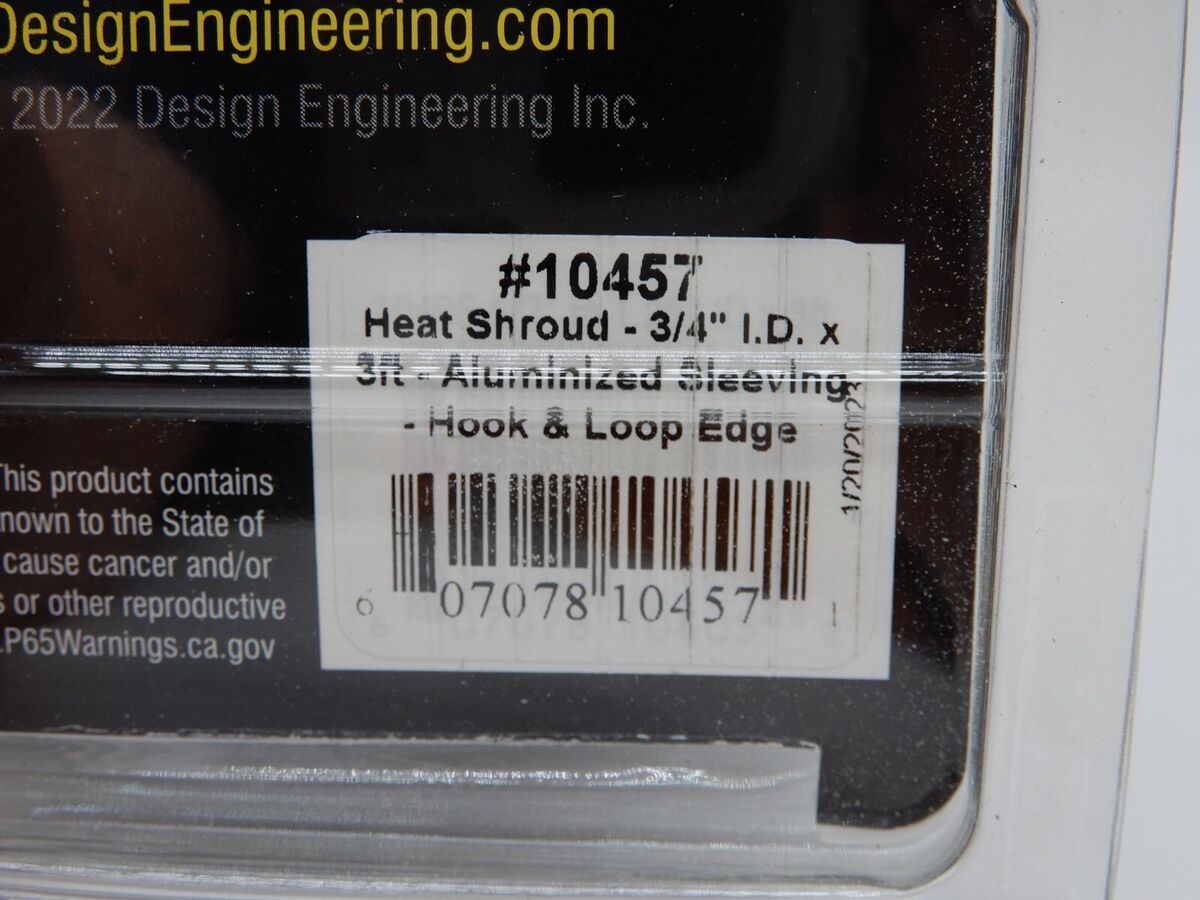 DesignEngineering.com
2022 Design Engineering Inc.
#10457
Heat Shroud - 3/4" I.D. x
3ft - Aluminized Sleeving
- Hook & Loop Edge
This product contains
nown to the State of
cause cancer and/or
s or other reproductive
.P65Warnings.ca.gov
6 07078 10457 1